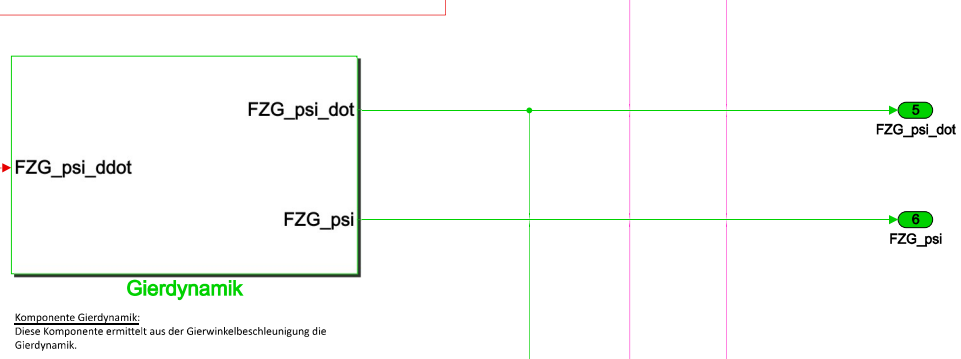 FZG_psi_dot
5
FZG_psi_dot
FZG_psi_ddot
FZG_psi
6
FZG_psi
Gierdynamik
Komponente Gierdynamik:
Diese Komponente ermittelt aus der Gierwinkelbeschleunigung die
Gierdynamik.